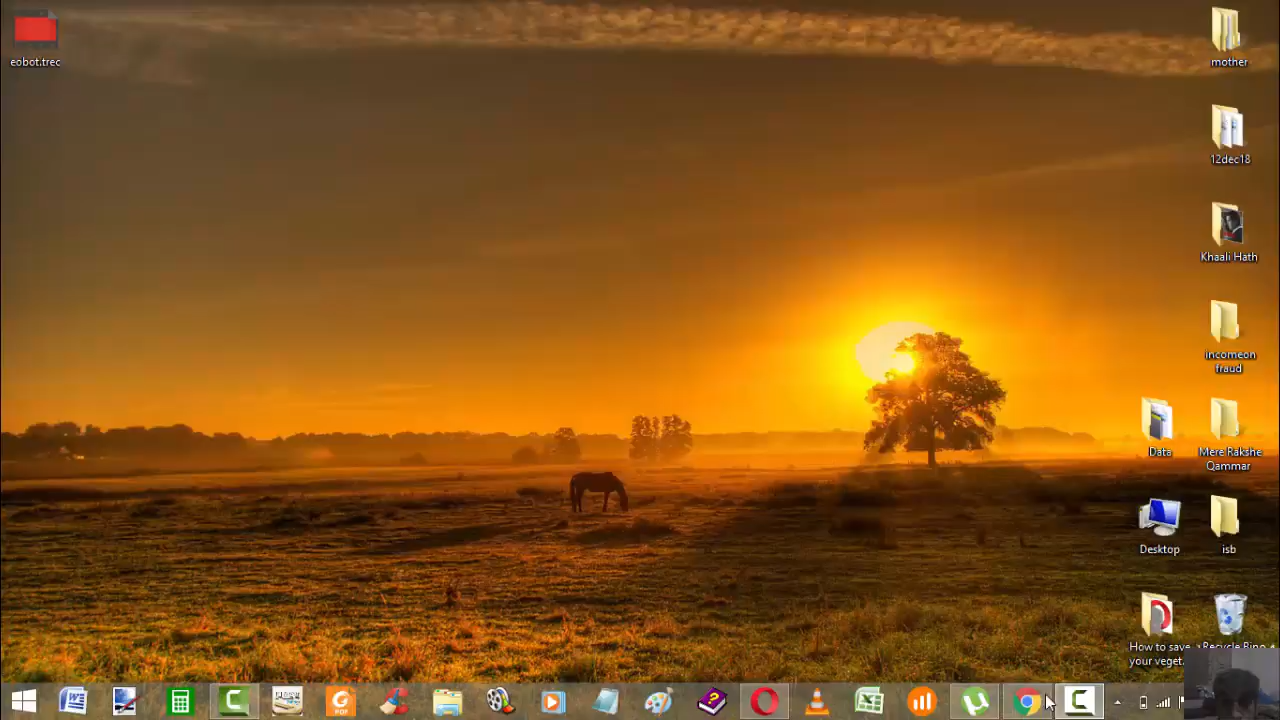 eobot.trec
mother
12dec18
Khaali Hath
incomeon
fraud
Data
Mere Rakshe
Qammar
Desktop
isb
How to save
your veget...
Recycle Bin